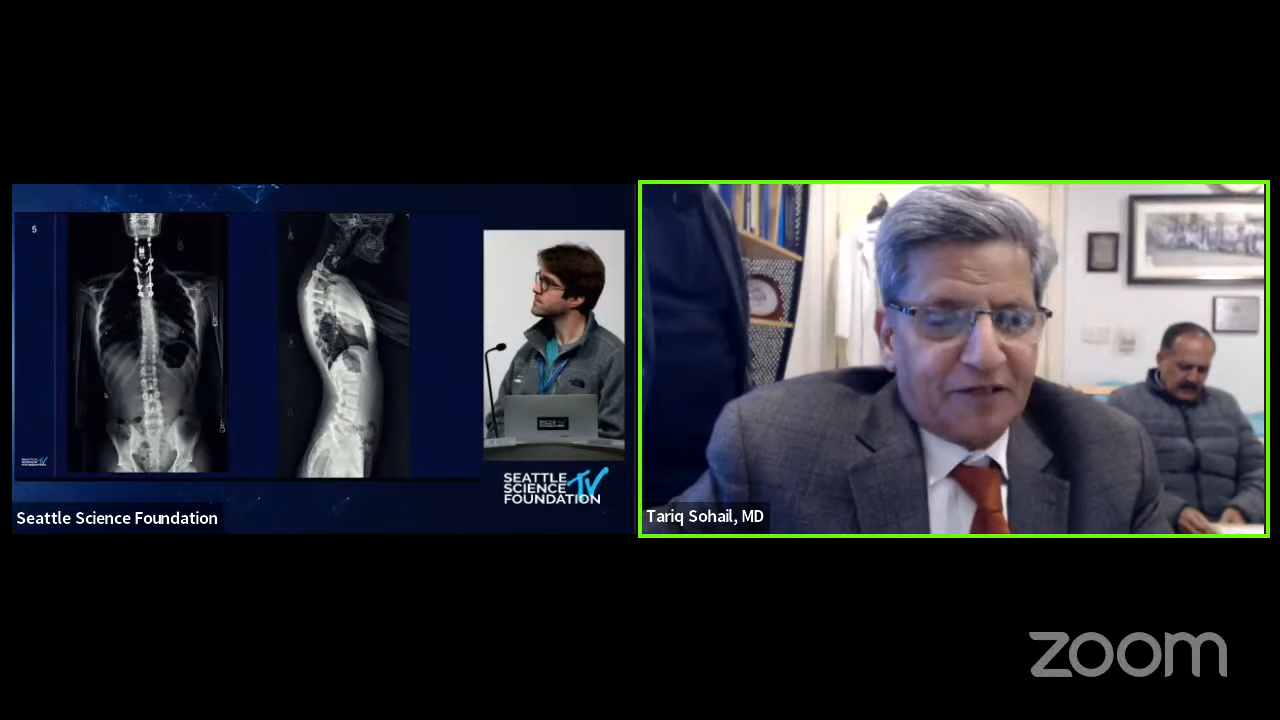 5
SEATTLE
SCIENCE TV
FOUNDATION
Seattle Science Foundation
Tariq Sohail, MD
zoom